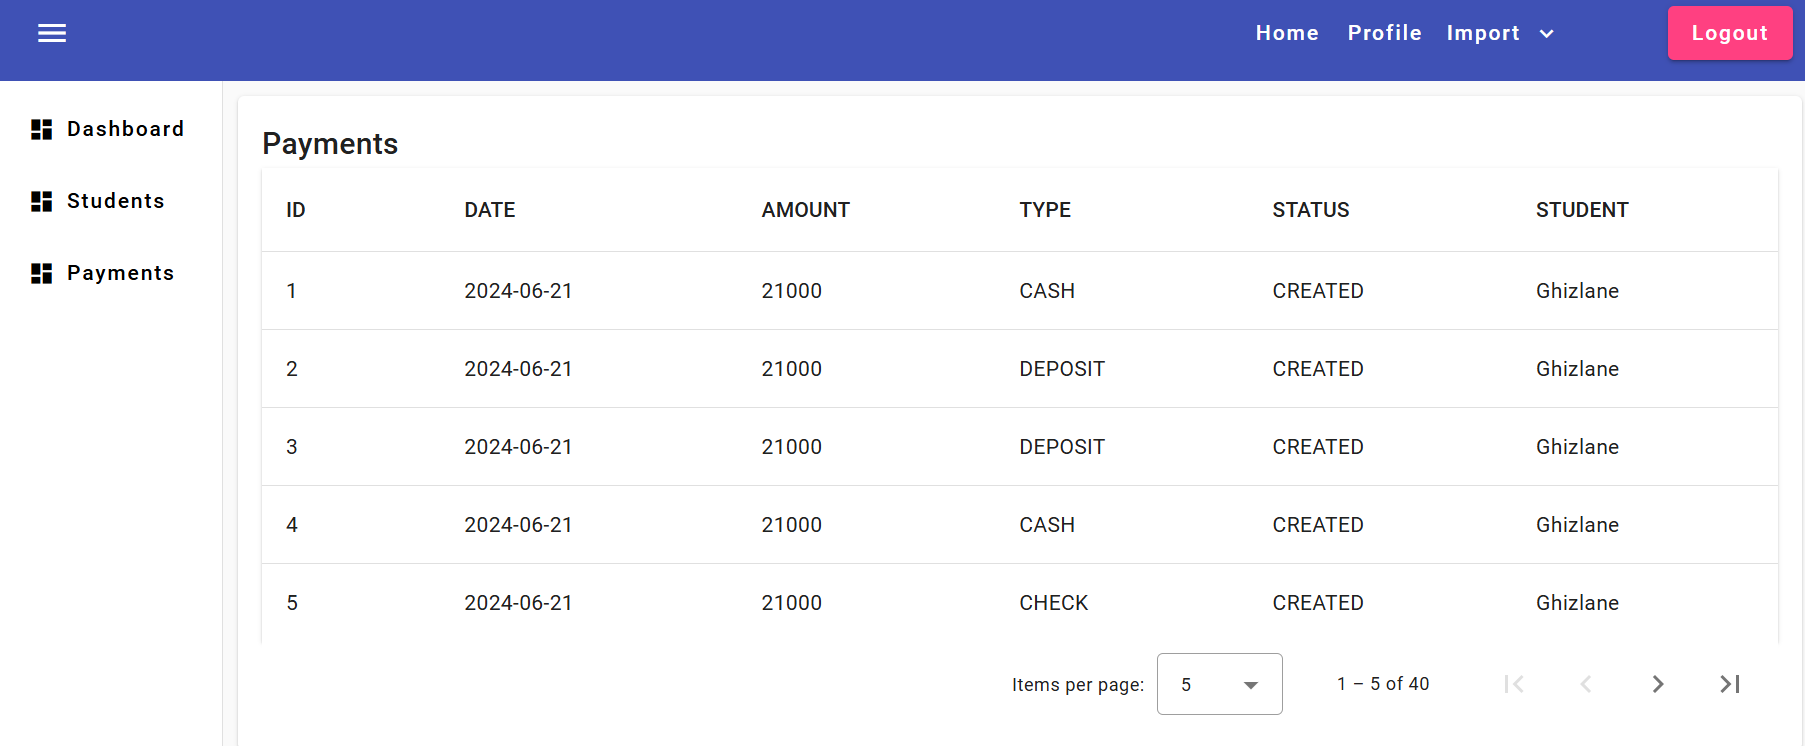 Home Profile Import Logout
Dashboard
Students
Payments
Payments
ID DATE AMOUNT TYPE STATUS STUDENT
1 2024-06-21 21000 CASH CREATED Ghizlane
2 2024-06-21 21000 DEPOSIT CREATED Ghizlane
3 2024-06-21 21000 DEPOSIT CREATED Ghizlane
4 2024-06-21 21000 CASH CREATED Ghizlane
5 2024-06-21 21000 CHECK CREATED Ghizlane
Items per page: 5 1 – 5 of 40